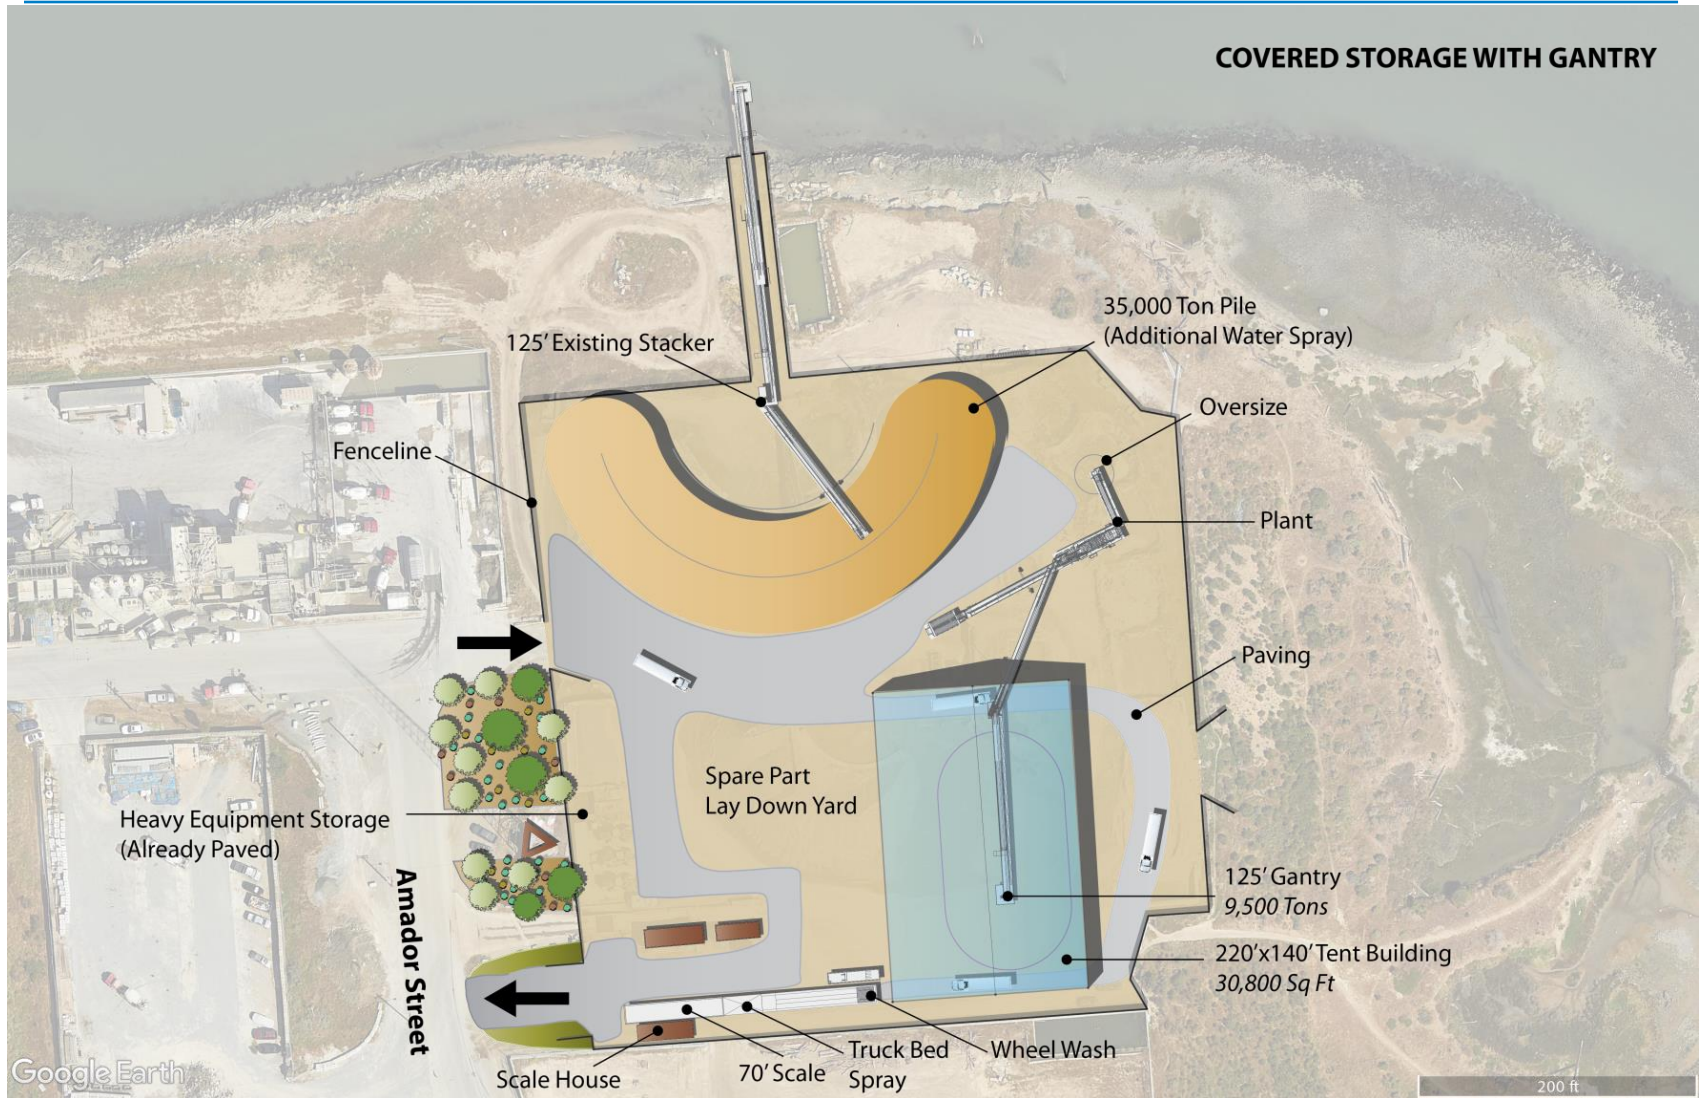 COVERED STORAGE WITH GANTRY
35,000 Ton Pile
(Additional Water Spray)
125' Existing Stacker
Oversize
Fenceline
Plant
Paving
Spare Part
Lay Down Yard
Heavy Equipment Storage
(Already Paved)
Amador Street
125' Gantry
9,500 Tons
220'x140' Tent Building
30,800 Sq Ft
Truck Bed
Spray
Wheel Wash
70' Scale
Scale House
Google Earth
200 ft